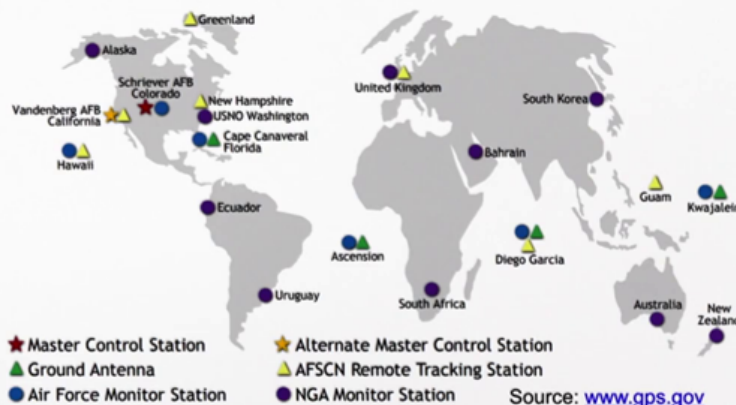 Greenland
Alaska
Schriever AFB
Colorado
Vandenberg AFB
California
New Hampshire
USNO Washington
Cape Canaveral
Florida
Hawaii
United Kingdom
South Korea
Bahrain
Guam
Kwajalein
Ecuador
Ascension
Diego Garcia
Uruguay
South Africa
Australia
New
Zealand
Master Control Station
Alternate Master Control Station
Ground Antenna
AFSCN Remote Tracking Station
Air Force Monitor Station
NGA Monitor Station
Source: www.gps.gov